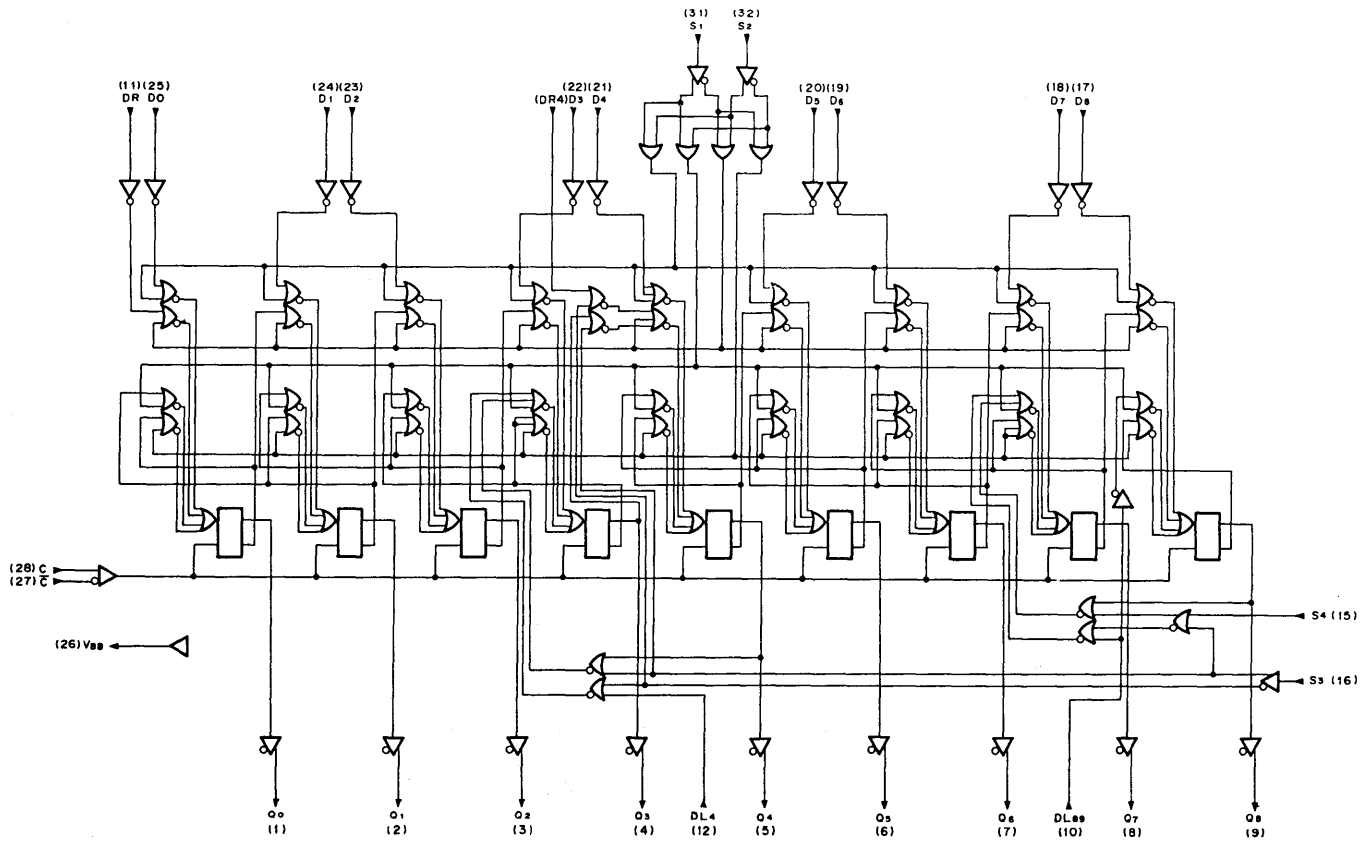 (31) (32)
S1 S2
(11)(25) (24)(23) (22)(21) (20)(19) (18)(17)
DR D0 D1 D2 (DR4)D3 D4 D5 D6 D7 D8
(28) C
(27) C̅
(26) VBB
S4 (15)
S3 (16)
Q0 Q1 Q2 Q3 DL4 Q4 Q5 Q6 DL89 Q7 Q8
(1) (2) (3) (4) (12) (5) (6) (7) (10) (8) (9)